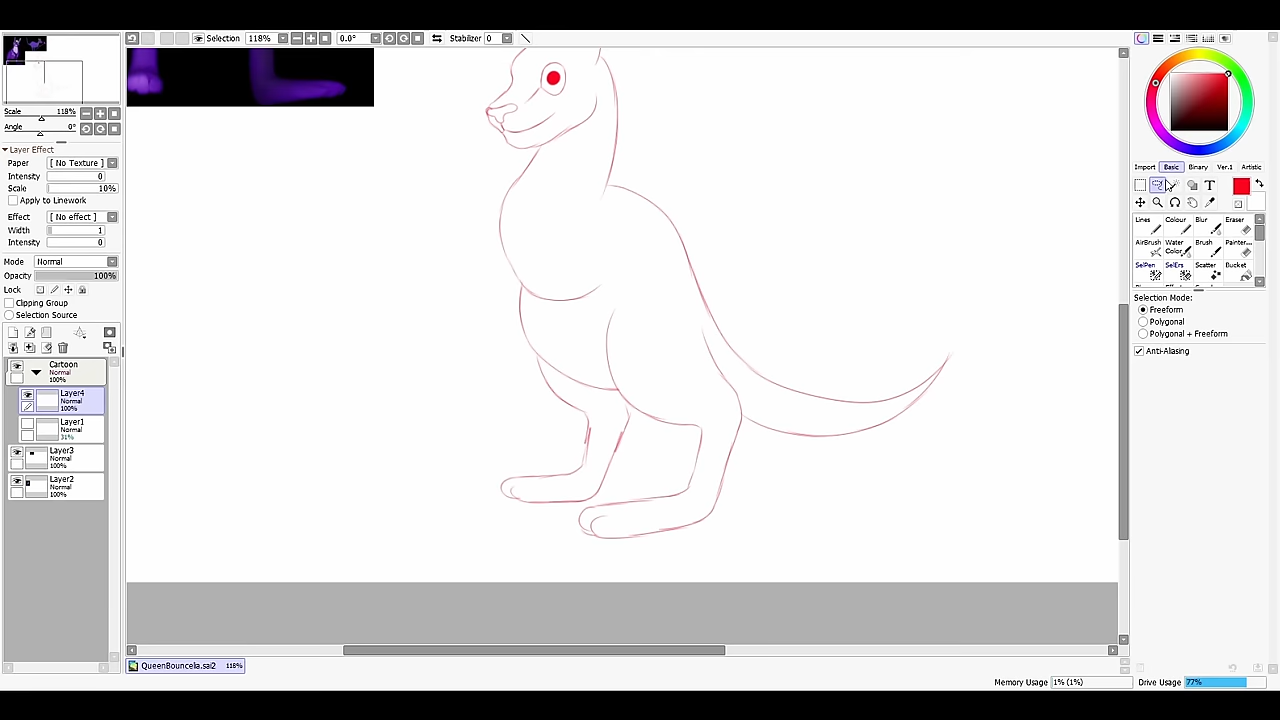 Selection 118% 0.0° Stabilizer 0
Scale 118%
Angle 0°
Layer Effect
Paper [ No Texture ]
Intensity 0
Scale 10%
Apply to Linework
Effect [ No effect ]
Width 1
Intensity 0
Mode Normal
Opacity 100%
Lock
Clipping Group
Selection Source
Cartoon
Normal
100%
Layer4
Normal
100%
Layer1
Normal
31%
Layer3
Normal
100%
Layer2
Normal
100%
Import Basic Binary Ver.1 Artistic
T
Lines Colour Blur Eraser
AirBrush Water Color Brush Painter...
SelPen SelErs Scatter Bucket
Selection Mode:
Freeform
Polygonal
Polygonal + Freeform
Anti-Aliasing
QueenBouncelia.sai2 118%
Memory Usage 1% (1%) Drive Usage 77%